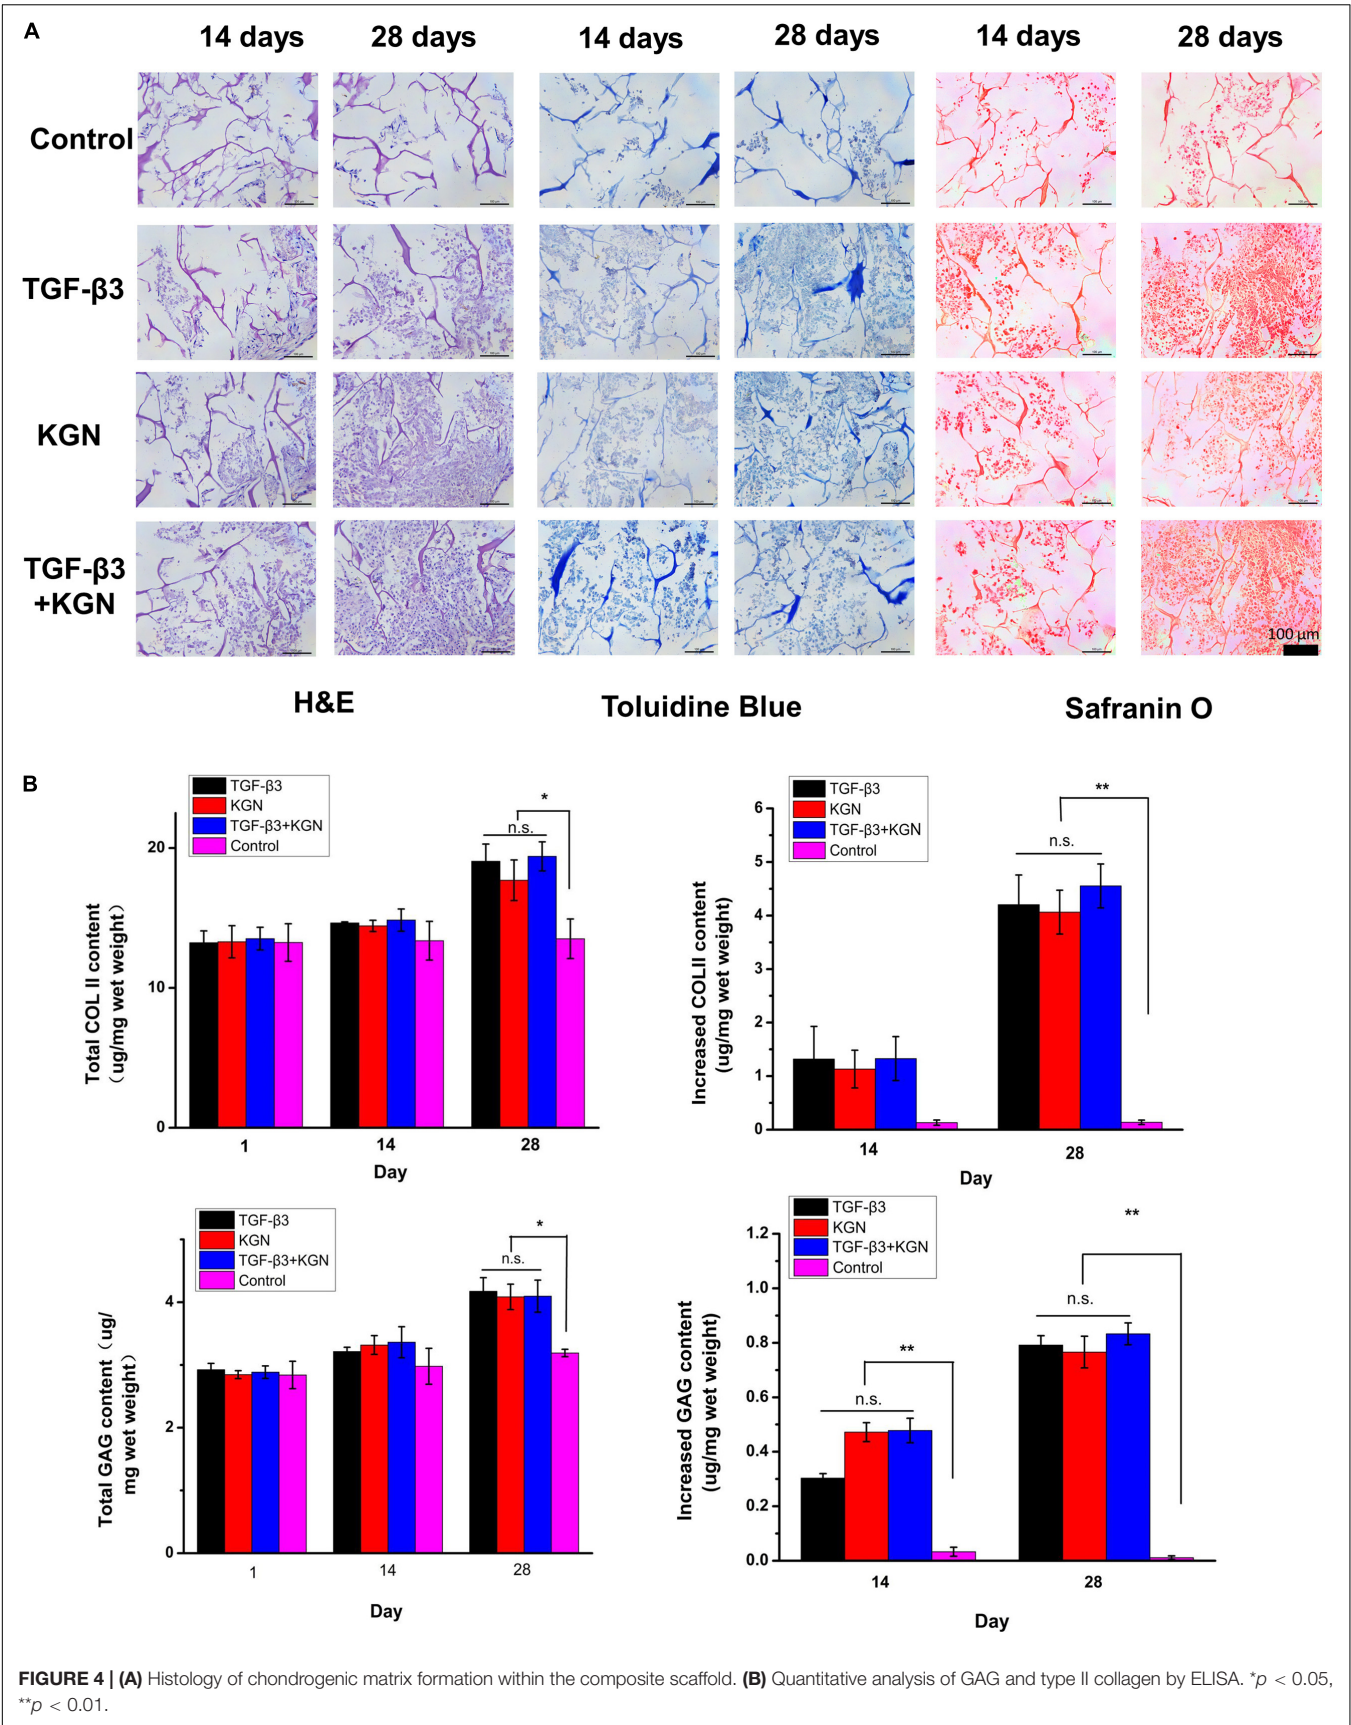 A
14 days 28 days 14 days 28 days 14 days 28 days
Control
TGF-β3
KGN
TGF-β3
+KGN
100 μm
H&E Toluidine Blue Safranin O
B
TGF-β3
KGN
TGF-β3+KGN
Control
*
n.s.
20
10
0
Total COL II content
（ug/mg wet weight）
1 14 28
Day
TGF-β3
KGN
TGF-β3+KGN
Control
**
n.s.
6
5
4
3
2
1
0
Increased COLII content
(ug/mg wet weight)
14 28
Day
TGF-β3
KGN
TGF-β3+KGN
Control
*
n.s.
4
2
0
Total GAG content（ug/
mg wet weight）
1 14 28
Day
TGF-β3
KGN
TGF-β3+KGN
Control
**
n.s.
**
n.s.
1.2
1.0
0.8
0.6
0.4
0.2
0.0
Increased GAG content
(ug/mg wet weight)
14 28
Day
FIGURE 4 | (A) Histology of chondrogenic matrix formation within the composite scaffold. (B) Quantitative analysis of GAG and type II collagen by ELISA. *p < 0.05,
**p < 0.01.